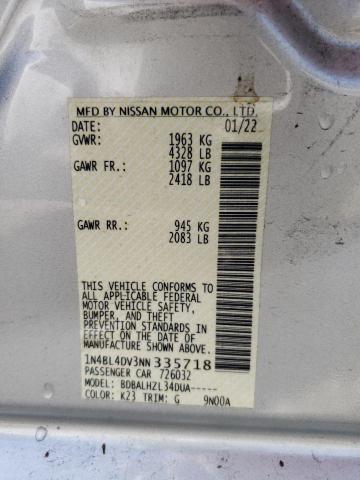 MFD BY NISSAN MOTOR CO., LTD.
DATE: 01/22
GVWR: 1963 KG
4328 LB
GAWR FR.: 1097 KG
2418 LB
GAWR RR.: 945 KG
2083 LB
THIS VEHICLE CONFORMS TO
ALL APPLICABLE FEDERAL
MOTOR VEHICLE SAFETY,
BUMPER, AND THEFT
PREVENTION STANDARDS
IN EFFECT ON THE DATE OF
MANUFACTURE SHOWN ABOVE.
1N4BL4DV3NN335718
PASSENGER CAR 726032
MODEL: BDBALHZL34DUA-----
COLOR: K23 TRIM: G 9N00A